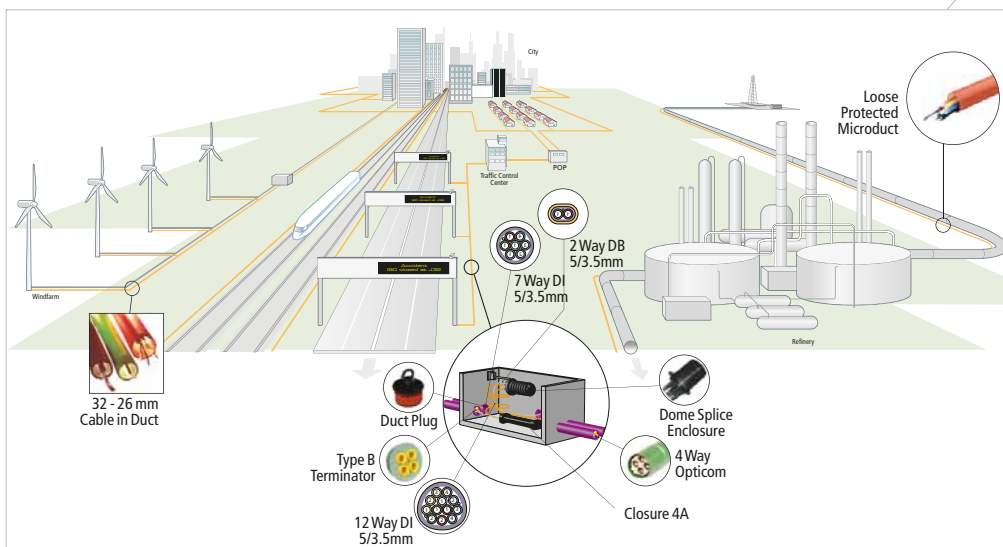 City
Loose
Protected
Microduct
Traffic Control
Center
POP
2 Way DB
5/3.5mm
7 Way DI
5/3.5mm
Windfarm
Refinery
32 - 26 mm
Cable in Duct
Duct Plug
Dome Splice
Enclosure
Type B
Terminator
4 Way
Opticom
12 Way DI
5/3.5mm
Closure 4A